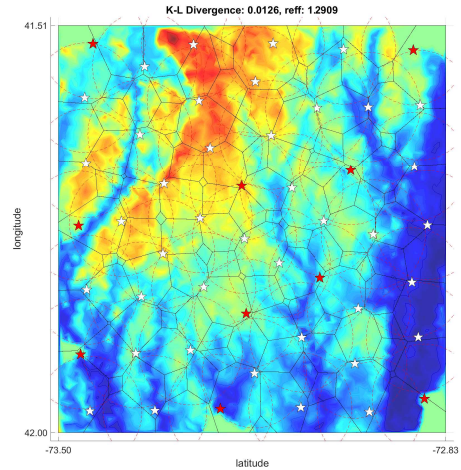 K-L Divergence: 0.0126, reff: 1.2909
41.51
longitude
42.00
-73.50
-72.83
latitude